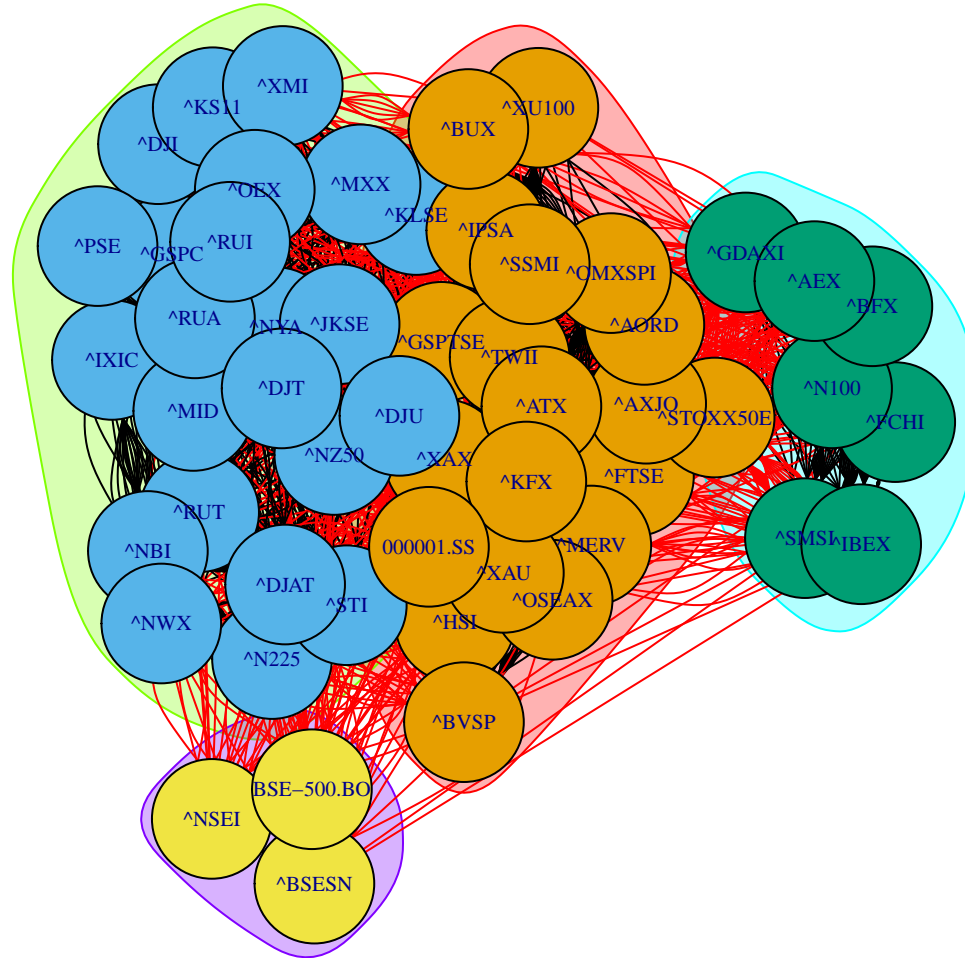 ^XMI
^KS11
^XU100
^BUX
^DJI
^OEX
^MXX
^KLSE
^IPSA
^PSE
^GSPC
^RUI
^SSMI
^OMXSPI
^GDAXI
^AEX
^BFX
^RUA
^NYA
^JKSE
^GSPTSE
^TWII
^AORD
^IXIC
^MID
^DJT
^DJU
^ATX
^AXJO
^STOXX50E
^N100
^FCHI
^NZ50
^XAX
^KFX
^FTSE
^RUT
^NBI
000001.SS
^MERV
^SMSI
^IBEX
^DJAT
^STI
^XAU
^OSEAX
^NWX
^HSI
^N225
^BVSP
BSE-500.BO
^NSEI
^BSESN